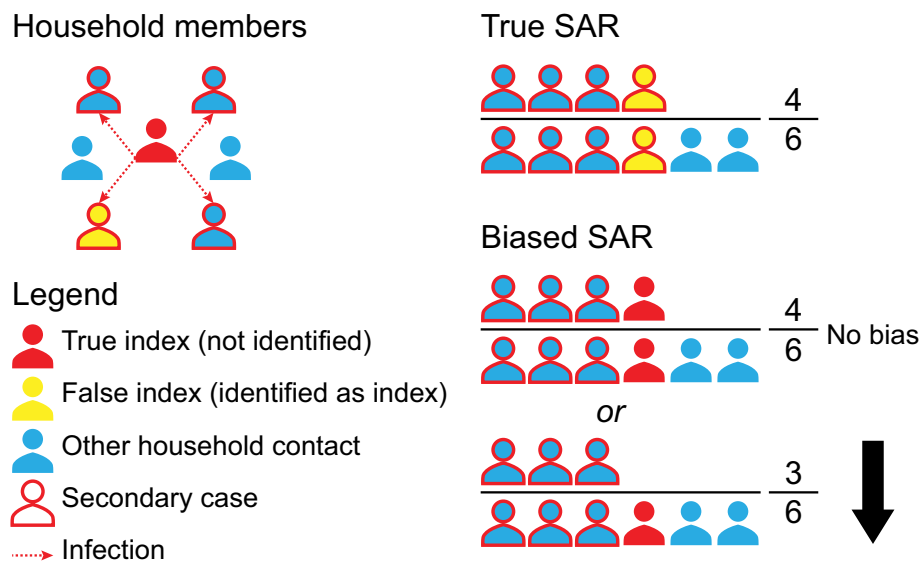 Household members
Legend
True index (not identified)
False index (identified as index)
Other household contact
Secondary case
Infection
True SAR
4
6
Biased SAR
4
6
No bias
or
3
6